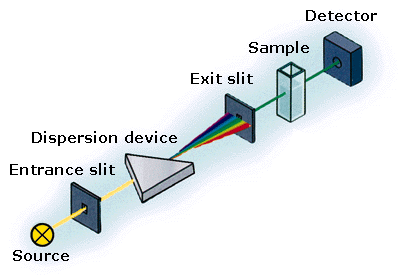 Detector
Sample
Exit slit
Dispersion device
Entrance slit
Source